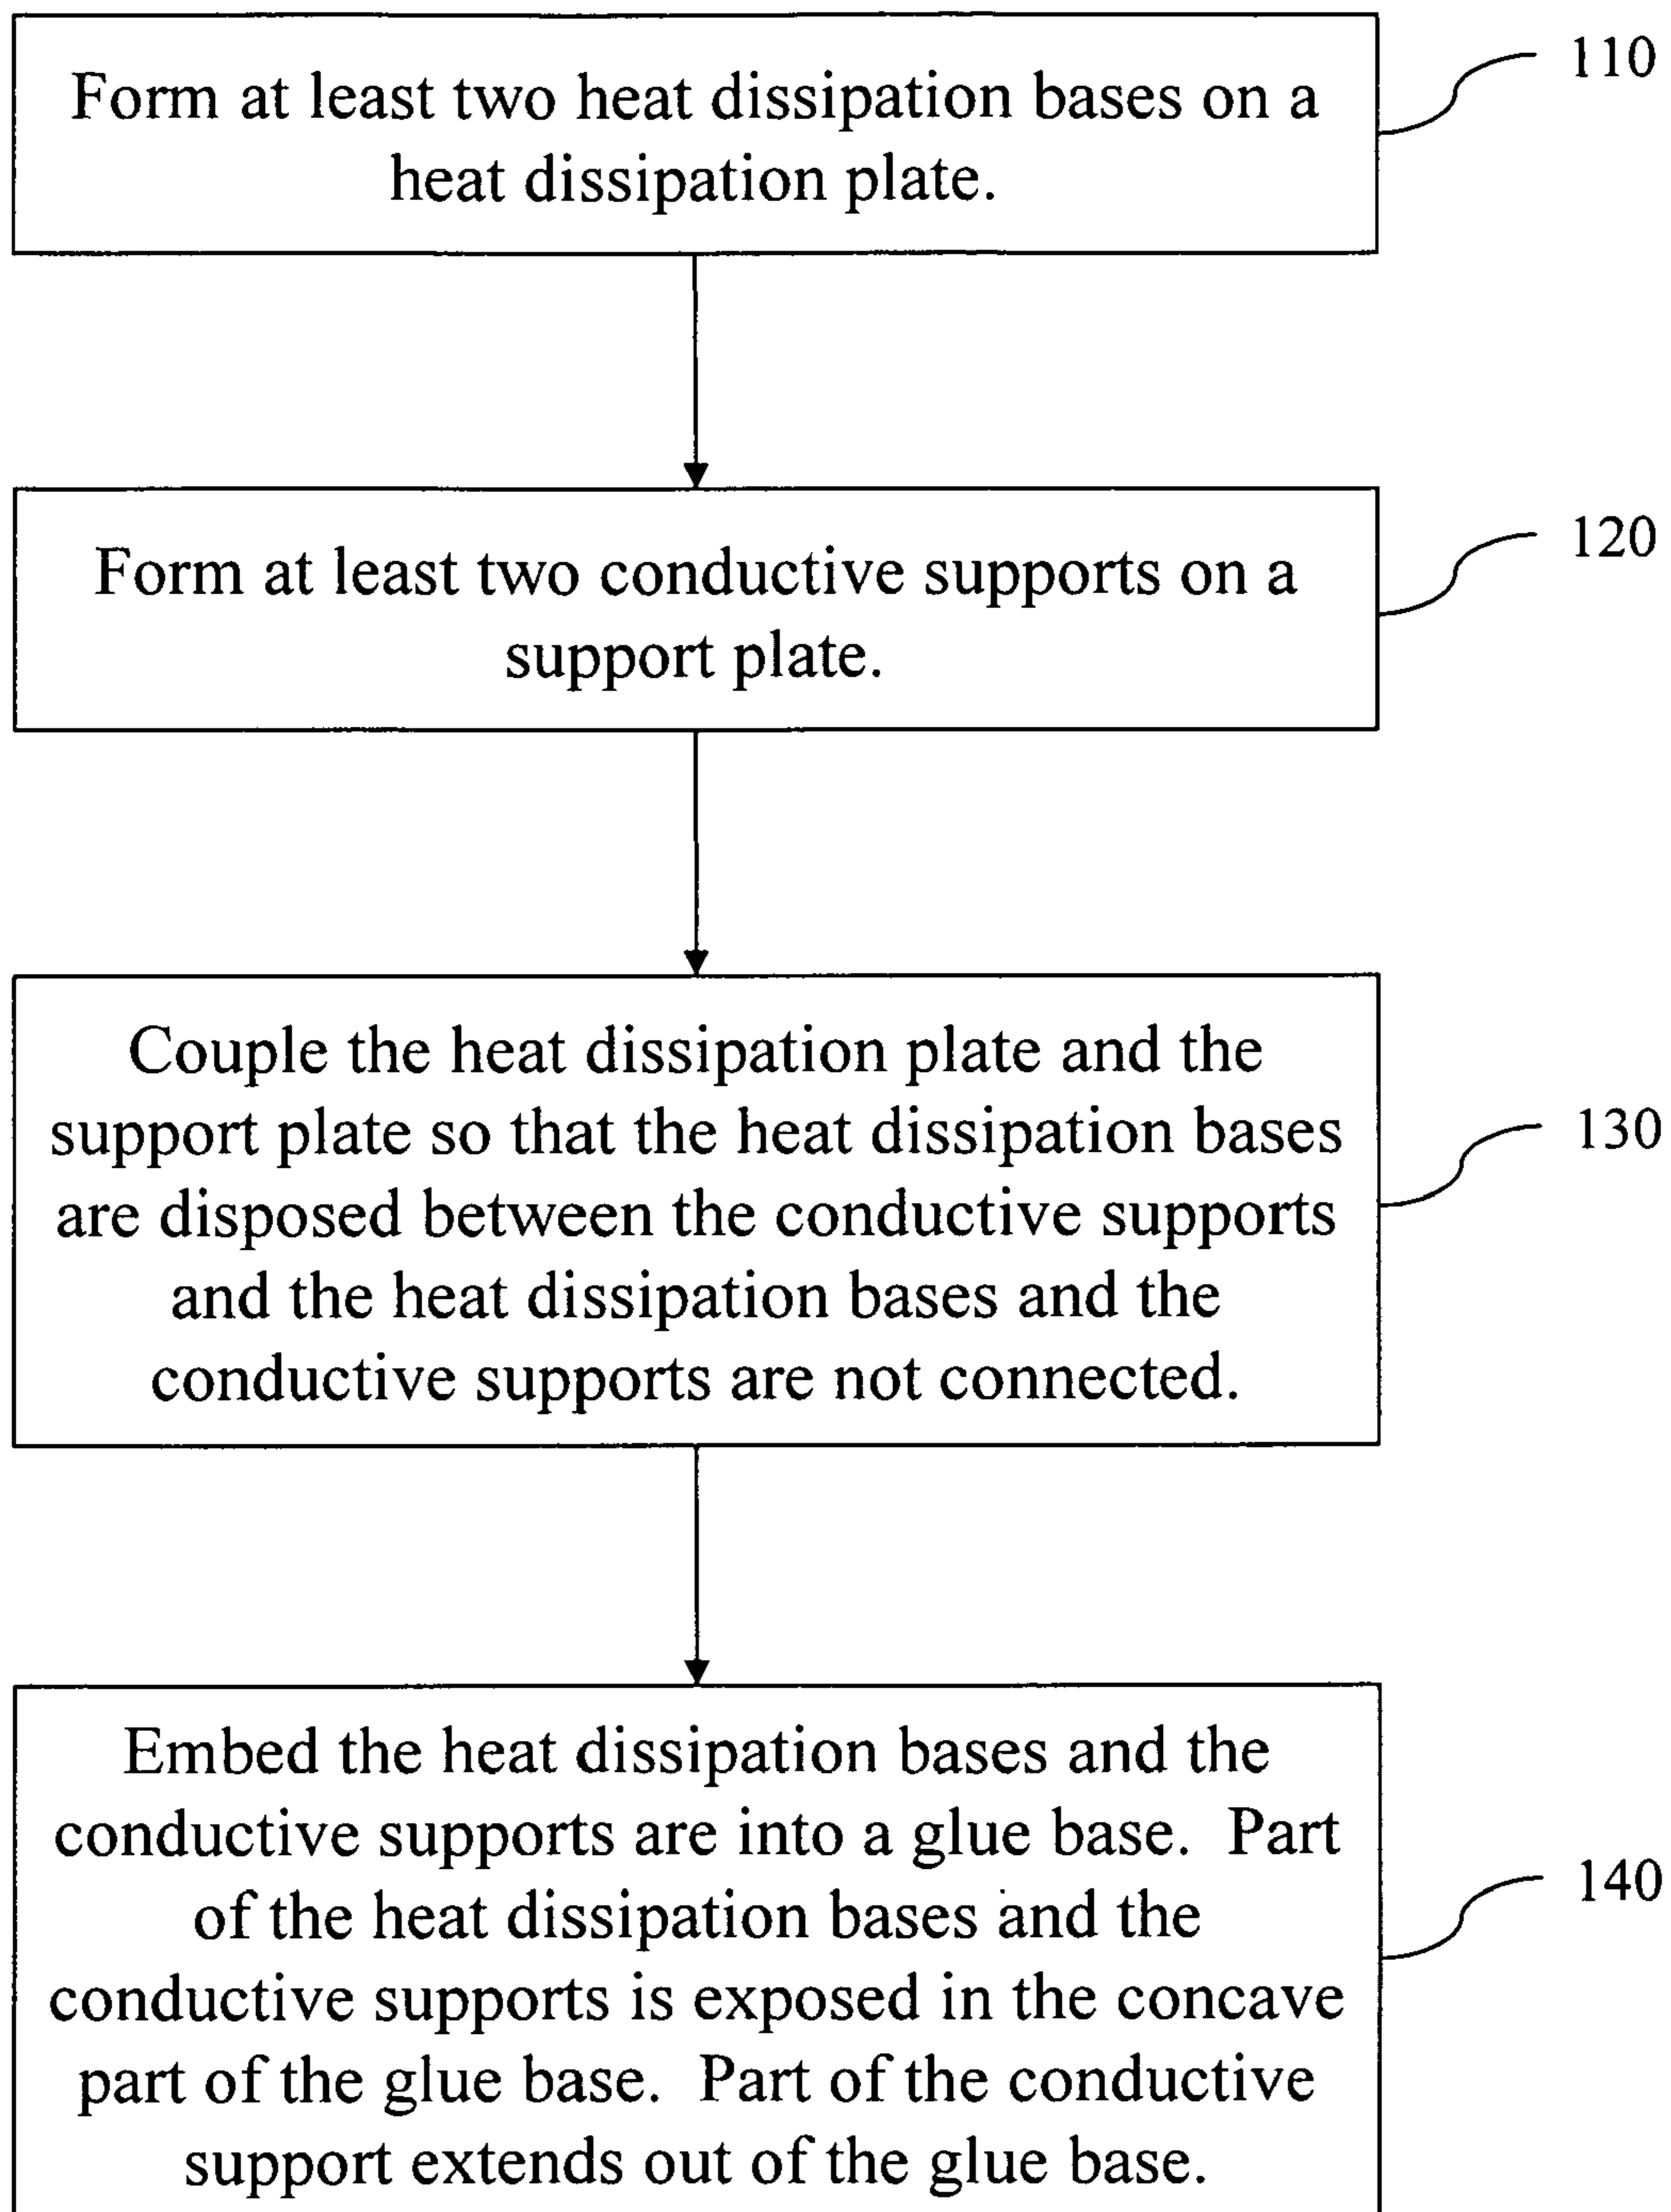 Form at least two heat dissipation bases on a
heat dissipation plate.
110
Form at least two conductive supports on a
support plate.
120
Couple the heat dissipation plate and the
support plate so that the heat dissipation bases
are disposed between the conductive supports
and the heat dissipation bases and the
conductive supports are not connected.
130
Embed the heat dissipation bases and the
conductive supports are into a glue base.  Part
of the heat dissipation bases and the
conductive supports is exposed in the concave
part of the glue base.  Part of the conductive
support extends out of the glue base.
140